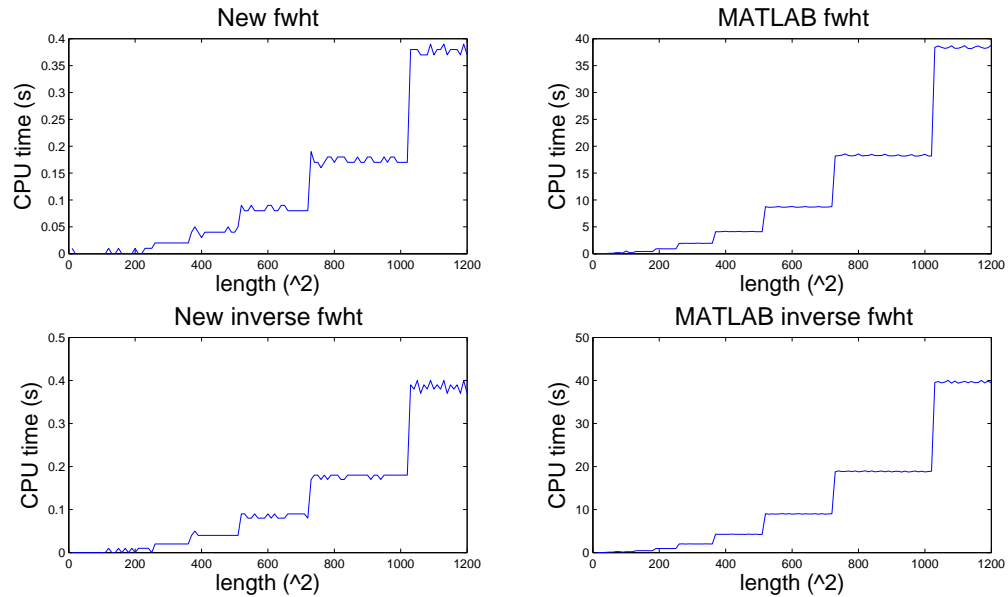 New fwht
CPU time (s)
0.4
0.35
0.3
0.25
0.2
0.15
0.1
0.05
0
0 200 400 600 800 1000 1200
length (^2)
MATLAB fwht
CPU time (s)
40
35
30
25
20
15
10
5
0
0 200 400 600 800 1000 1200
length (^2)
New inverse fwht
CPU time (s)
0.5
0.4
0.3
0.2
0.1
0
0 200 400 600 800 1000 1200
length (^2)
MATLAB inverse fwht
CPU time (s)
50
40
30
20
10
0
0 200 400 600 800 1000 1200
length (^2)